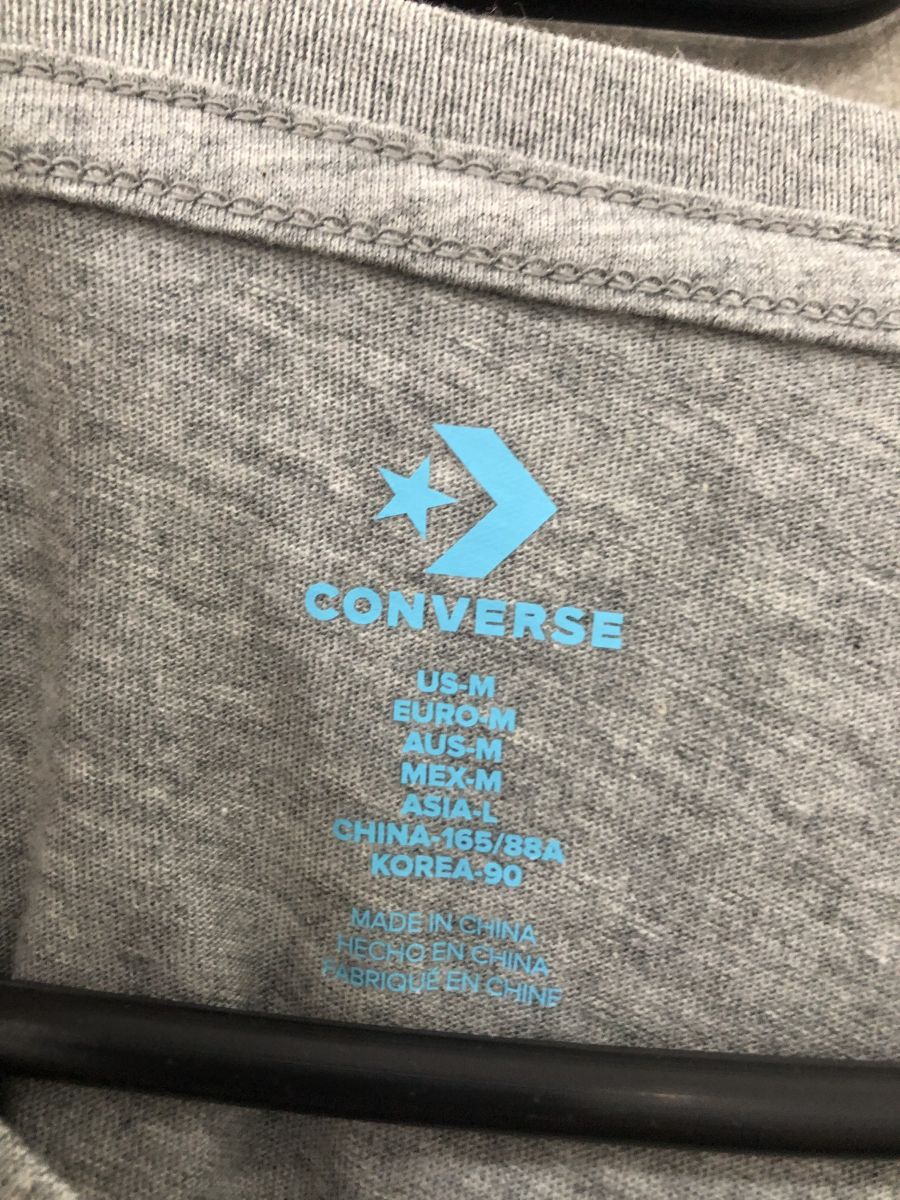 CONVERSE
US-M
EURO-M
AUS-M
MEX-M
ASIA-L
CHINA-165/88A
KOREA-90
MADE IN CHINA
HECHO EN CHINA
FABRIQUÉ EN CHINE